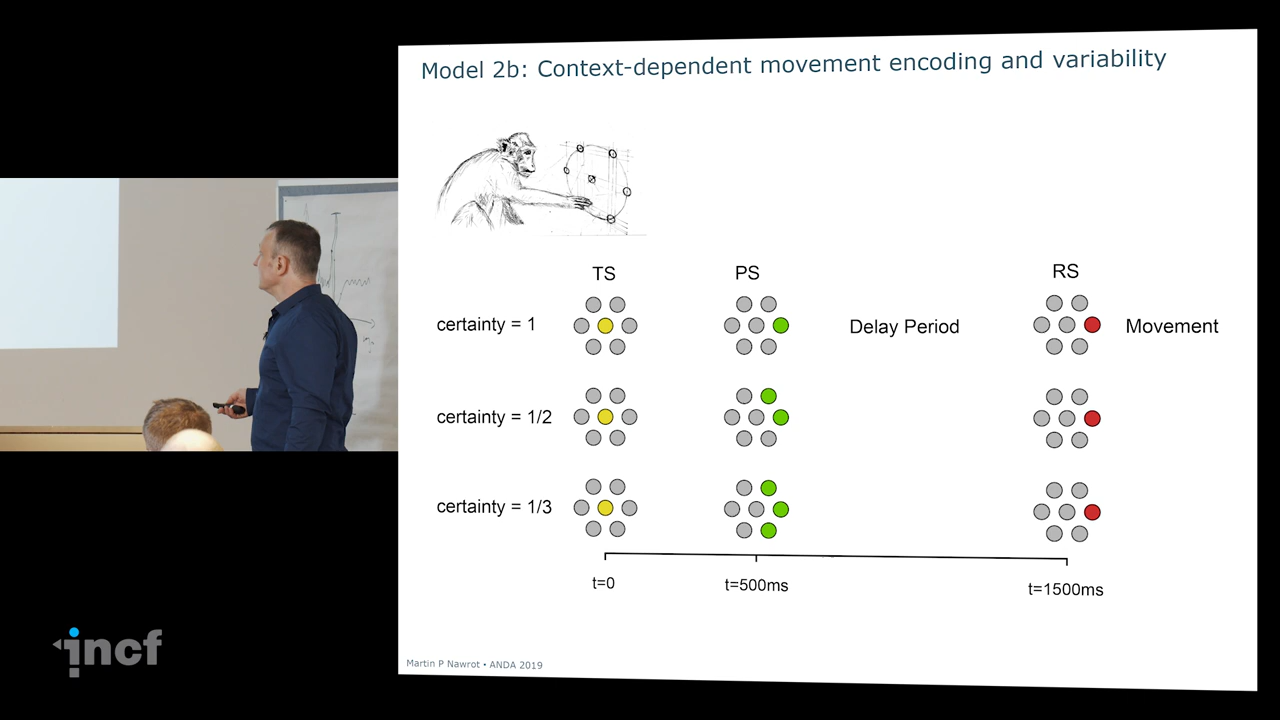 Model 2b: Context-dependent movement encoding and variability
TS PS RS
certainty = 1 Delay Period Movement
certainty = 1/2
certainty = 1/3
t=0 t=500ms t=1500ms
Martin P Nawrot • ANDA 2019
incf